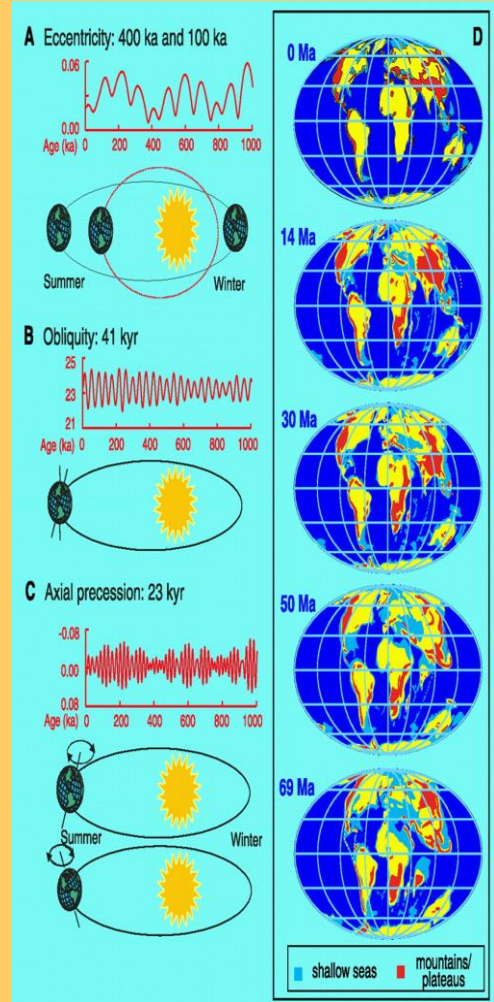 A Eccentricity: 400 ka and 100 ka
0.06
0.00
Age (ka) 0 200 400 600 800 1000
Summer Winter
B Obliquity: 41 kyr
25
23
21
Age (ka) 0 200 400 600 800 1000
C Axial precession: 23 kyr
-0.08
0.00
0.08
Age (ka) 0 200 400 600 800 1000
Summer Winter
D
0 Ma
14 Ma
30 Ma
50 Ma
69 Ma
shallow seas
mountains/
plateaus